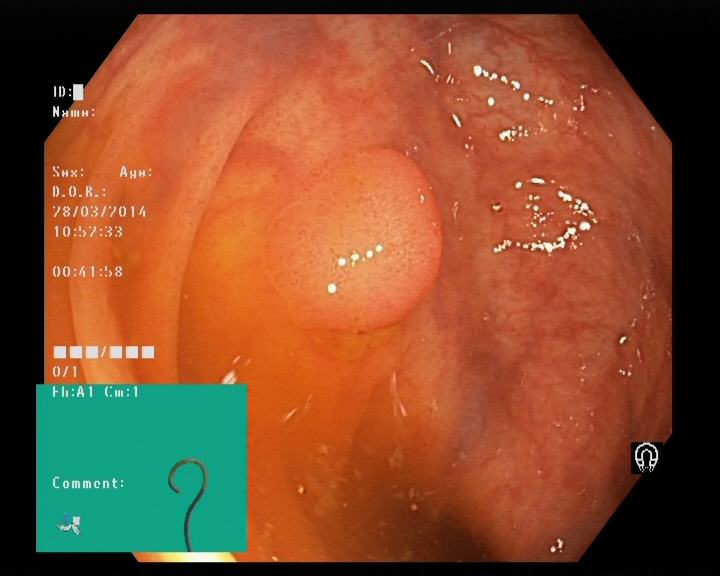 ID:
Name:
Sex: Age:
D.O.B.:
28/03/2014
10:52:33
00:41:58
0/1
Eh:A1 Cm:1
Comment: